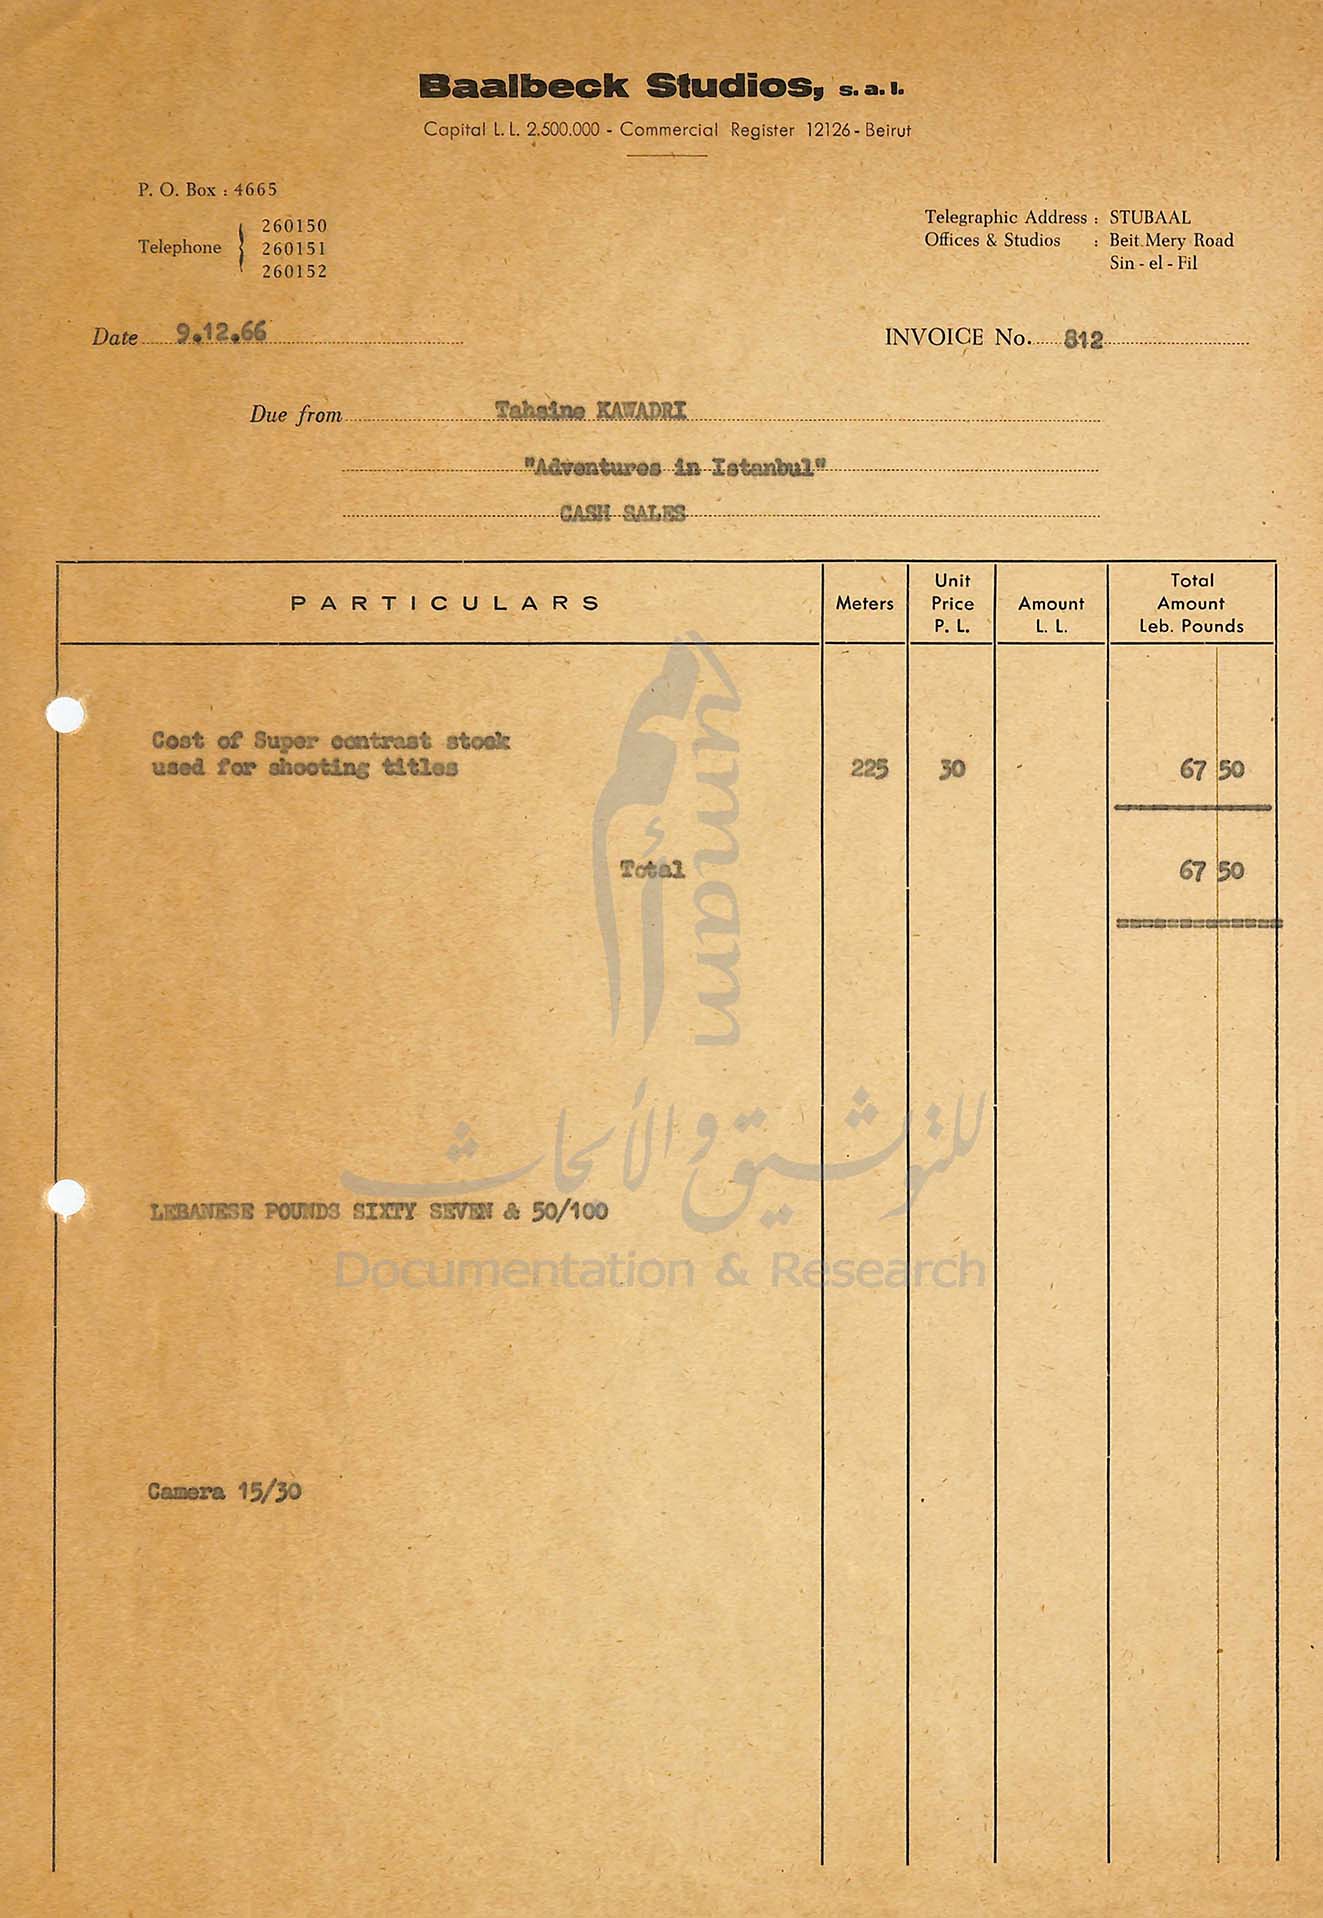 Baalbeck Studios, s.a.l.
Capital L.L. 2.500.000 - Commercial Register 12126 - Beirut
P. O. Box : 4665
Telephone 260150
260151
260152
Telegraphic Address : STUBAAL
Offices & Studios : Beit Mery Road
Sin - el - Fil
Date 9.12.66
INVOICE No. 812
Due from Tahsine KAWADRI
"Adventures in Istanbul"
CASH SALES
PARTICULARS Meters Unit Price P. L. Amount L. L. Total Amount Leb. Pounds
Cost of Super contrast stock
used for shooting titles 225 30 67 50
Total 67 50
umam
أمم
للتوثيق والأبحاث
LEBANESE POUNDS SIXTY SEVEN & 50/100
Documentation & Research
Camera 15/30